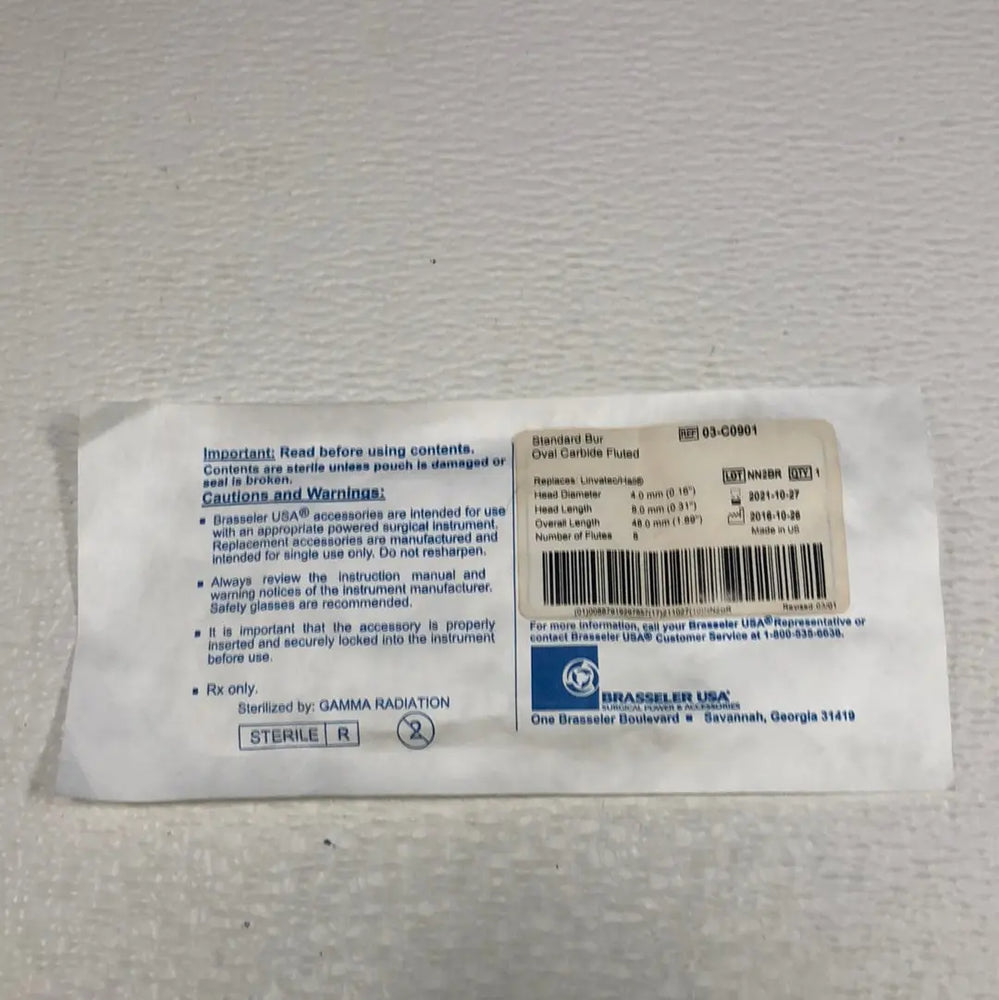 Important: Read before using contents.
Contents are sterile unless pouch is damaged or
seal is broken.
Cautions and Warnings:
▪ Brasseler USA® accessories are intended for use
with an appropriate powered surgical instrument.
Replacement accessories are manufactured and
intended for single use only. Do not resharpen.
▪ Always review the instruction manual and
warning notices of the instrument manufacturer.
Safety glasses are recommended.
▪ It is important that the accessory is properly
inserted and securely locked into the instrument
before use.
▪ Rx only.
Sterilized by: GAMMA RADIATION
STERILE R
2
Standard Bur
Oval Carbide Fluted
REF 03-C0901
Replaces: Linvatec/Hall®
Head Diameter 4.0 mm (0.16")
Head Length 8.0 mm (0.31")
Overall Length 48.0 mm (1.89")
Number of Flutes 8
LOT NN2BR QTY 1
2021-10-27
2016-10-26
Made in US
Revised 03/01
For more information, call your Brasseler USA® Representative or
contact Brasseler USA® Customer Service at 1-800-535-6638.
BRASSELER USA®
SURGICAL POWER & ACCESSORIES
One Brasseler Boulevard ▪ Savannah, Georgia 31419